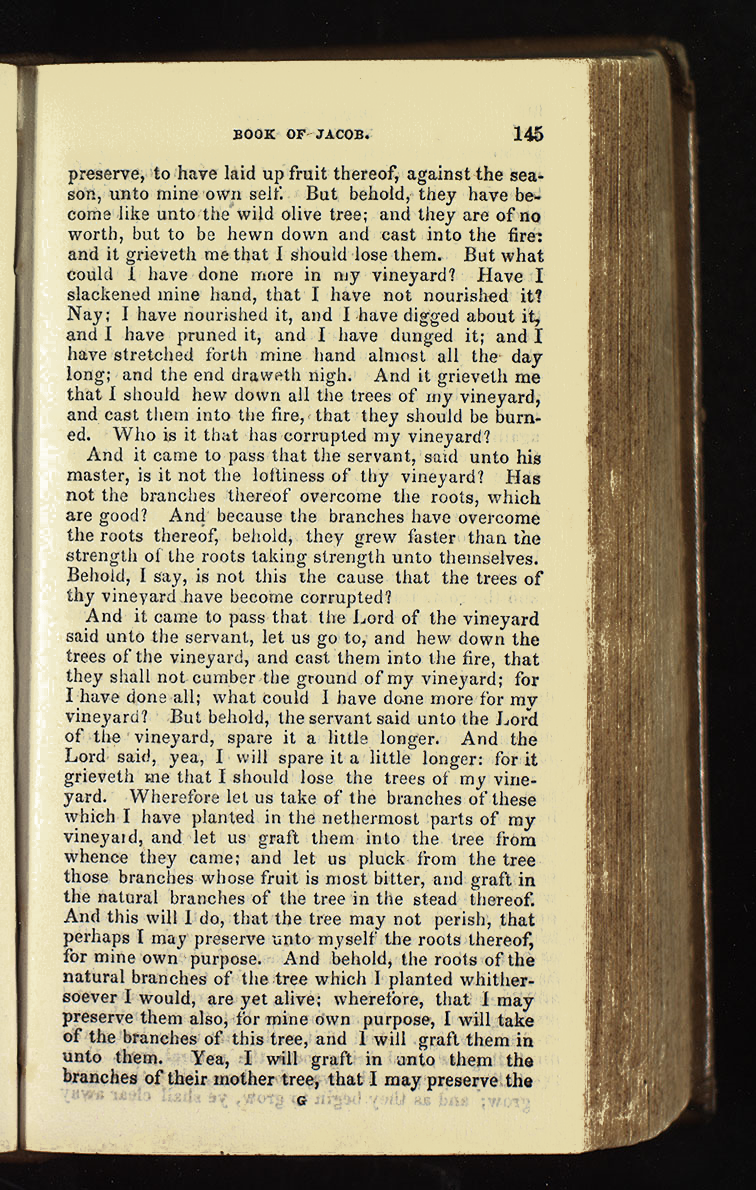 BOOK OF JACOB. 145
preserve, to have laid up fruit thereof, against the sea-
son, unto mine own self. But behold, they have be-
come like unto the wild olive tree; and they are of no
worth, but to be hewn down and cast into the fire:
and it grieveth me that I should lose them. But what
could I have done more in my vineyard? Have I
slackened mine hand, that I have not nourished it?
Nay; I have nourished it, and I have digged about it,
and I have pruned it, and I have dunged it; and I
have stretched forth mine hand almost all the day
long; and the end draweth nigh. And it grieveth me
that I should hew down all the trees of my vineyard,
and cast them into the fire, that they should be burn-
ed. Who is it that has corrupted my vineyard?
And it came to pass that the servant, said unto his
master, is it not the loftiness of thy vineyard? Has
not the branches thereof overcome the roots, which
are good? And because the branches have overcome
the roots thereof, behold, they grew faster than the
strength of the roots taking strength unto themselves.
Behold, I say, is not this the cause that the trees of
thy vineyard have become corrupted?
And it came to pass that the Lord of the vineyard
said unto the servant, let us go to, and hew down the
trees of the vineyard, and cast them into the fire, that
they shall not cumber the ground of my vineyard; for
I have done all; what could I have done more for my
vineyard? But behold, the servant said unto the Lord
of the vineyard, spare it a little longer. And the
Lord said, yea, I will spare it a little longer: for it
grieveth me that I should lose the trees of my vine-
yard. Wherefore let us take of the branches of these
which I have planted in the nethermost parts of my
vineyard, and let us graft them into the tree from
whence they came; and let us pluck from the tree
those branches whose fruit is most bitter, and graft in
the natural branches of the tree in the stead thereof.
And this will I do, that the tree may not perish, that
perhaps I may preserve unto myself the roots thereof,
for mine own purpose. And behold, the roots of the
natural branches of the tree which I planted whither-
soever I would, are yet alive; wherefore, that I may
preserve them also, for mine own purpose, I will take
of the branches of this tree, and I will graft them in
unto them. Yea, I will graft in unto them the
branches of their mother tree, that I may preserve the
G